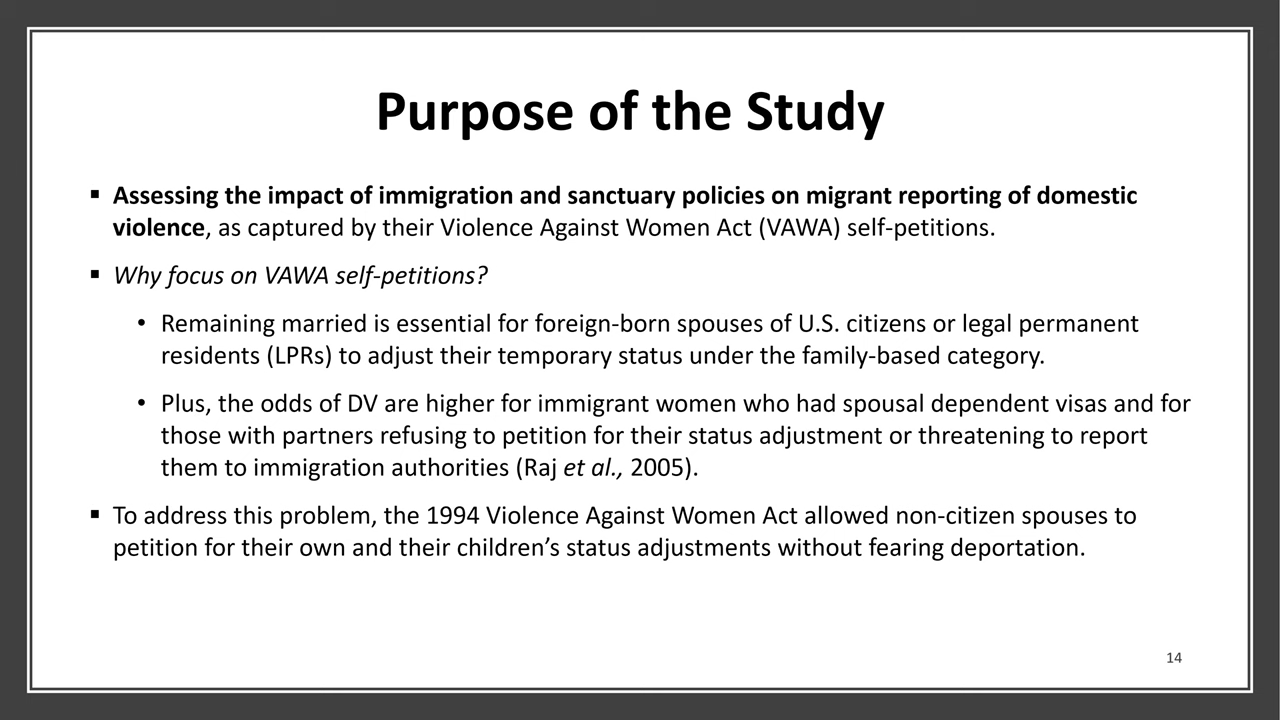 Purpose of the Study
▪ Assessing the impact of immigration and sanctuary policies on migrant reporting of domestic
violence, as captured by their Violence Against Women Act (VAWA) self-petitions.
▪ Why focus on VAWA self-petitions?
• Remaining married is essential for foreign-born spouses of U.S. citizens or legal permanent
residents (LPRs) to adjust their temporary status under the family-based category.
• Plus, the odds of DV are higher for immigrant women who had spousal dependent visas and for
those with partners refusing to petition for their status adjustment or threatening to report
them to immigration authorities (Raj et al., 2005).
▪ To address this problem, the 1994 Violence Against Women Act allowed non-citizen spouses to
petition for their own and their children’s status adjustments without fearing deportation.
14